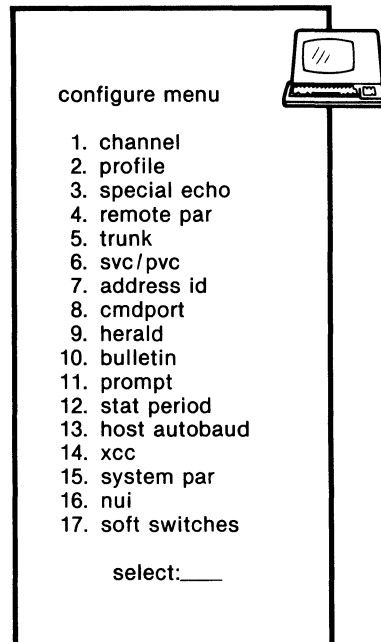 configure menu
1. channel
2. profile
3. special echo
4. remote par
5. trunk
6. svc/pvc
7. address id
8. cmdport
9. herald
10. bulletin
11. prompt
12. stat period
13. host autobaud
14. xcc
15. system par
16. nui
17. soft switches
select:____